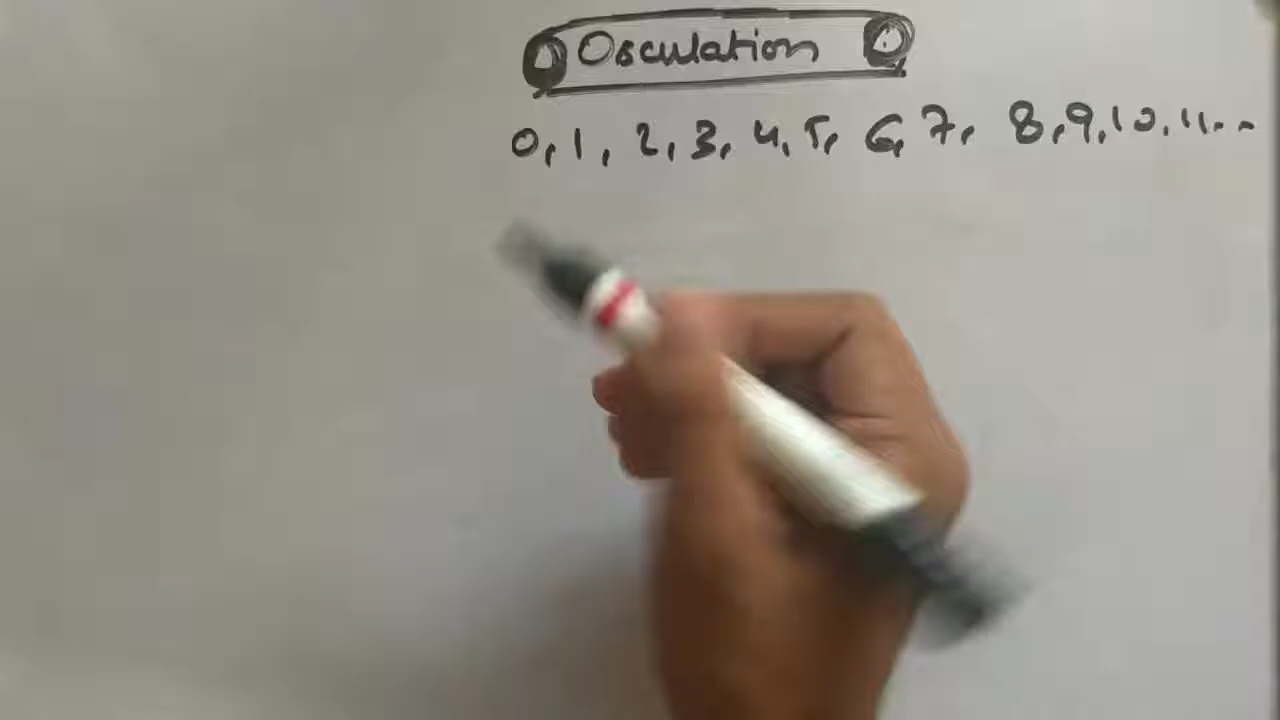 Osculation
0, 1, 2, 3, 4, 5, 6, 7, 8, 9, 10, 11...